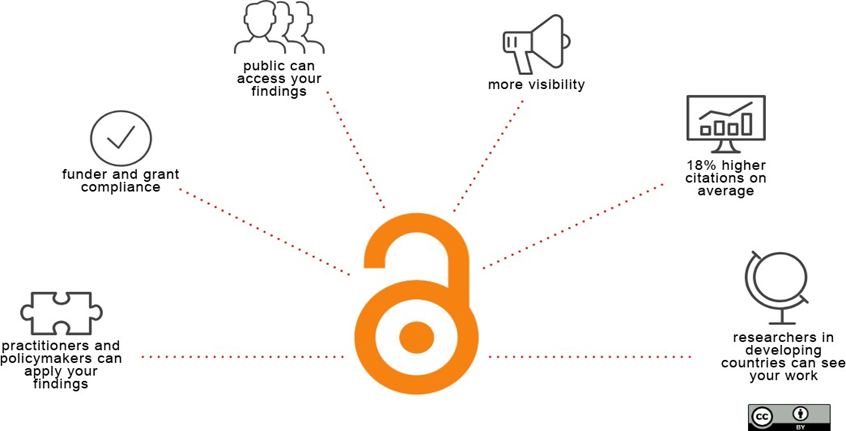 public can
access your
findings
more visibility
funder and grant
compliance
18% higher
citations on
average
practitioners and
policymakers can
apply your
findings
researchers in
developing
countries can see
your work
cc
BY